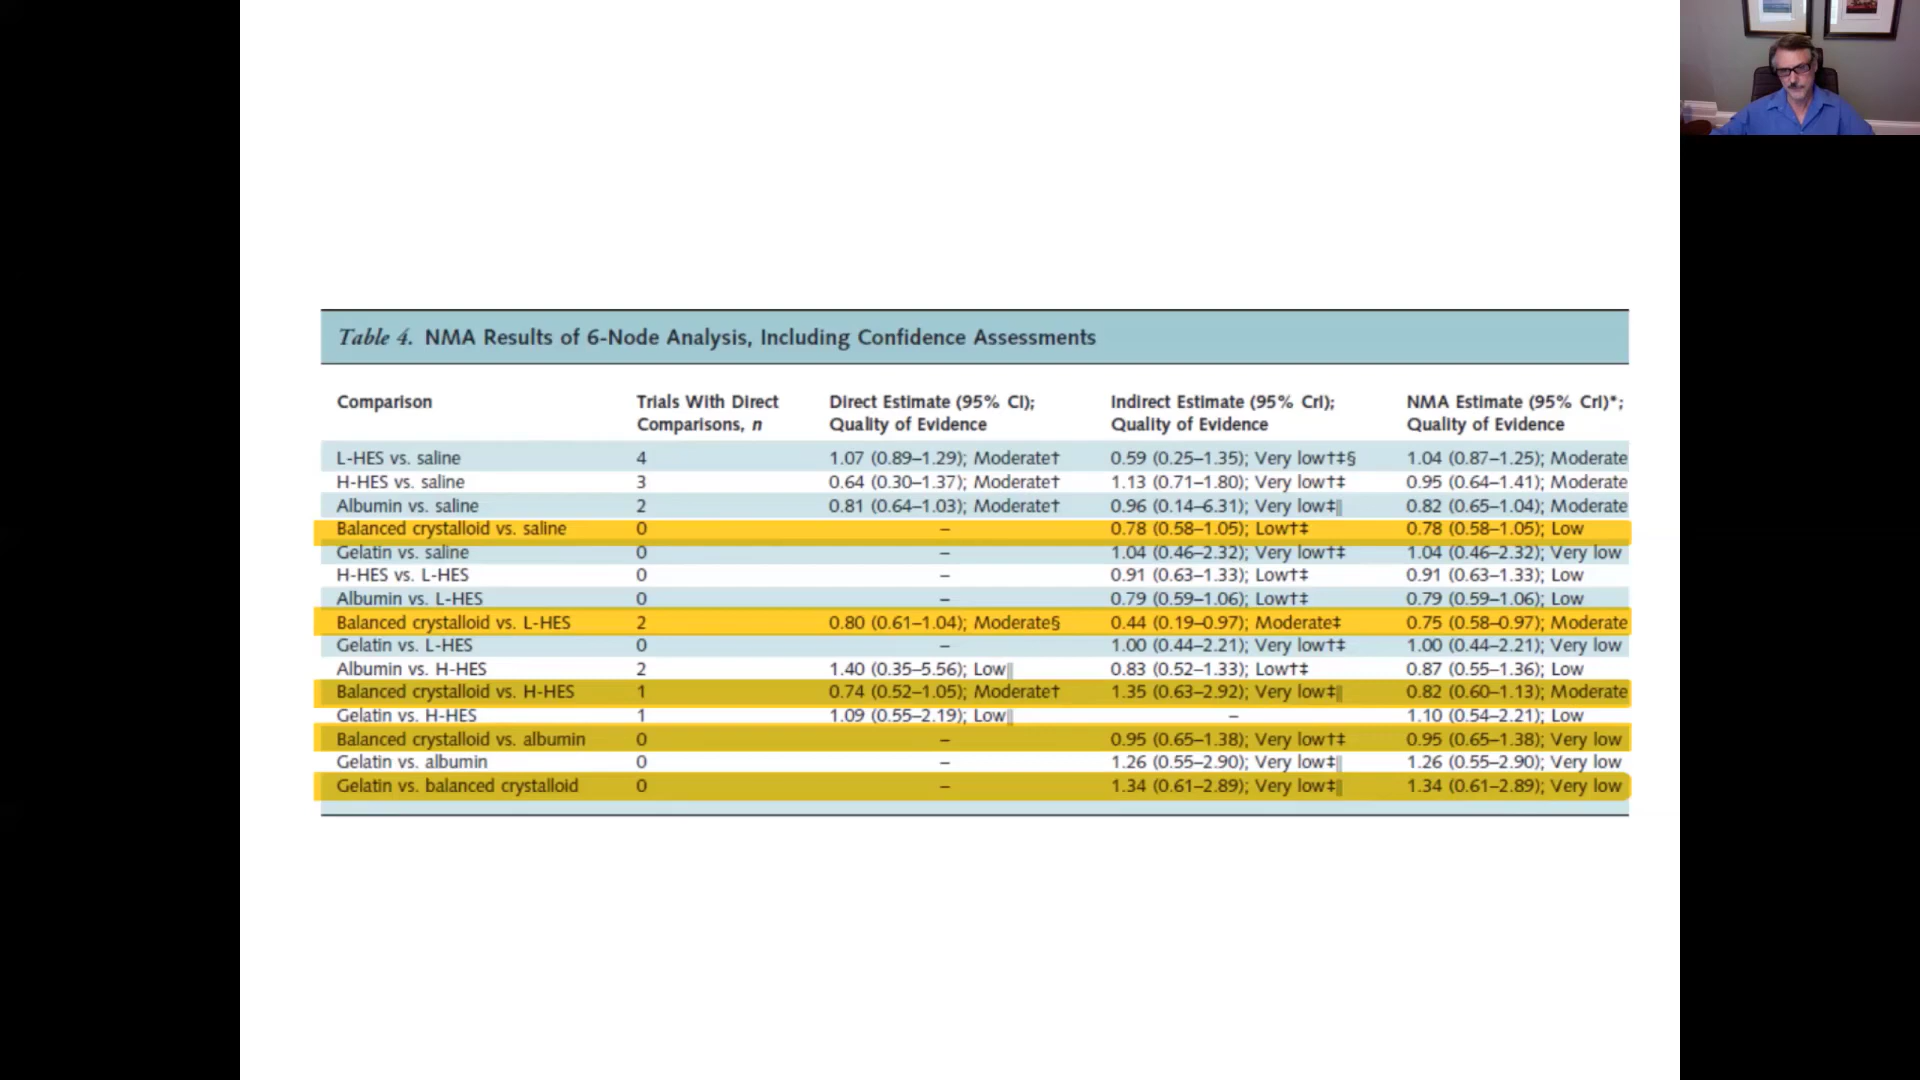 Table 4. NMA Results of 6-Node Analysis, Including Confidence Assessments
Comparison Trials With Direct Comparisons, n Direct Estimate (95% CI); Quality of Evidence Indirect Estimate (95% CrI); Quality of Evidence NMA Estimate (95% CrI)*; Quality of Evidence
L-HES vs. saline 4 1.07 (0.89–1.29); Moderate† 0.59 (0.25–1.35); Very low†‡§ 1.04 (0.87–1.25); Moderate
H-HES vs. saline 3 0.64 (0.30–1.37); Moderate† 1.13 (0.71–1.80); Very low†‡ 0.95 (0.64–1.41); Moderate
Albumin vs. saline 2 0.81 (0.64–1.03); Moderate† 0.96 (0.14–6.31); Very low‡‖ 0.82 (0.65–1.04); Moderate
Balanced crystalloid vs. saline 0 – 0.78 (0.58–1.05); Low†‡ 0.78 (0.58–1.05); Low
Gelatin vs. saline 0 – 1.04 (0.46–2.32); Very low†‡ 1.04 (0.46–2.32); Very low
H-HES vs. L-HES 0 – 0.91 (0.63–1.33); Low†‡ 0.91 (0.63–1.33); Low
Albumin vs. L-HES 0 – 0.79 (0.59–1.06); Low†‡ 0.79 (0.59–1.06); Low
Balanced crystalloid vs. L-HES 2 0.80 (0.61–1.04); Moderate§ 0.44 (0.19–0.97); Moderate‡ 0.75 (0.58–0.97); Moderate
Gelatin vs. L-HES 0 – 1.00 (0.44–2.21); Very low†‡ 1.00 (0.44–2.21); Very low
Albumin vs. H-HES 2 1.40 (0.35–5.56); Low‖ 0.83 (0.52–1.33); Low†‡ 0.87 (0.55–1.36); Low
Balanced crystalloid vs. H-HES 1 0.74 (0.52–1.05); Moderate† 1.35 (0.63–2.92); Very low‡‖ 0.82 (0.60–1.13); Moderate
Gelatin vs. H-HES 1 1.09 (0.55–2.19); Low‖ – 1.10 (0.54–2.21); Low
Balanced crystalloid vs. albumin 0 – 0.95 (0.65–1.38); Very low†‡ 0.95 (0.65–1.38); Very low
Gelatin vs. albumin 0 – 1.26 (0.55–2.90); Very low‡‖ 1.26 (0.55–2.90); Very low
Gelatin vs. balanced crystalloid 0 – 1.34 (0.61–2.89); Very low‡‖ 1.34 (0.61–2.89); Very low